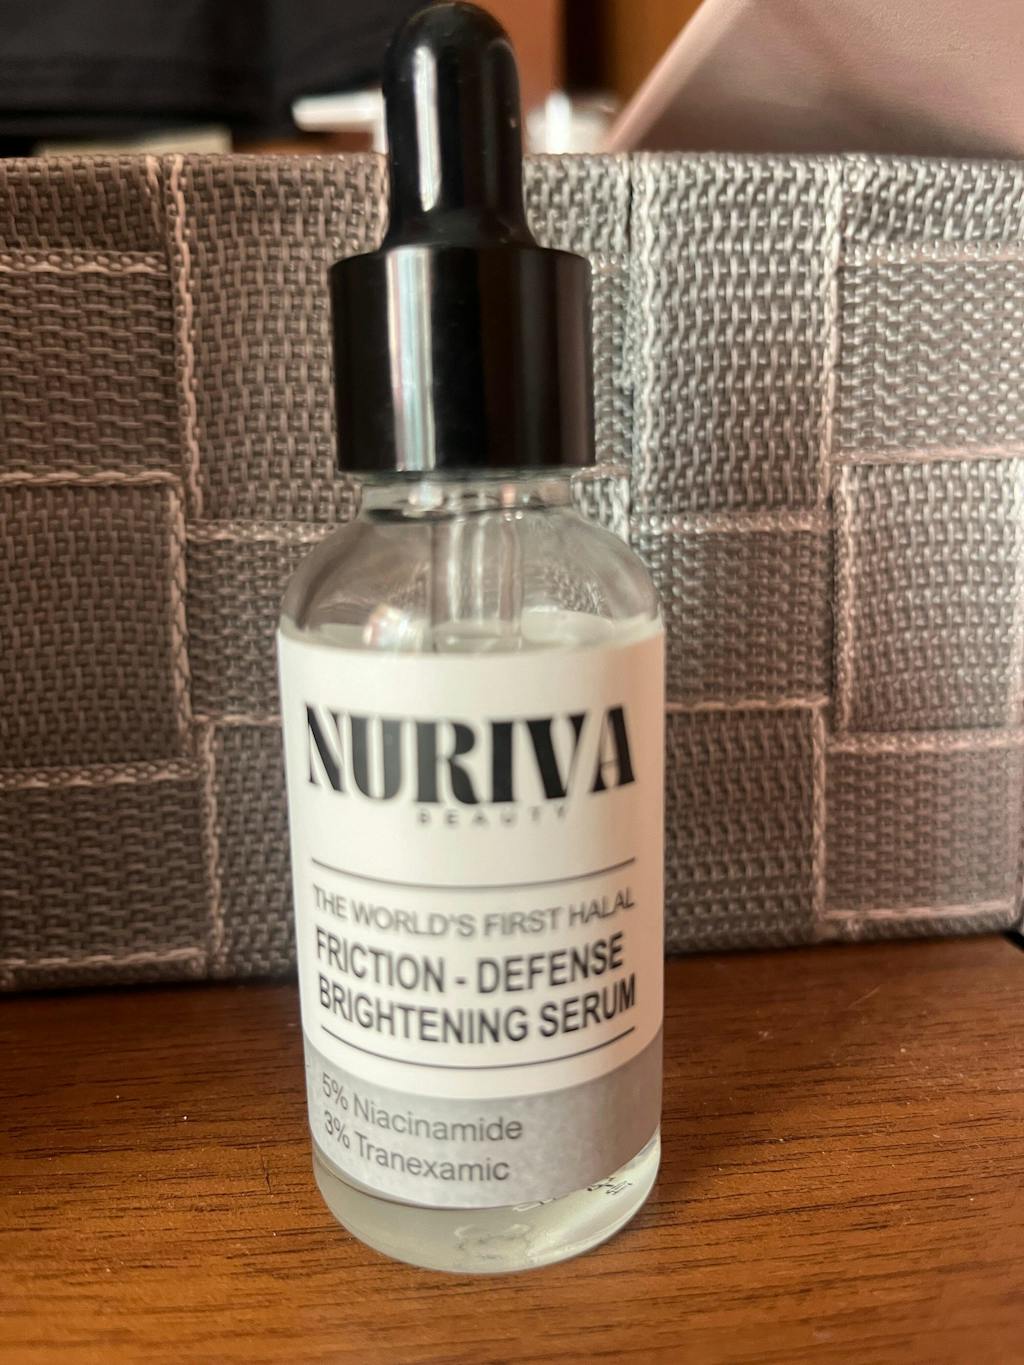 NURIVA
BEAUTY
THE WORLD'S FIRST HALAL
FRICTION - DEFENSE
BRIGHTENING SERUM
5% Niacinamide
3% Tranexamic